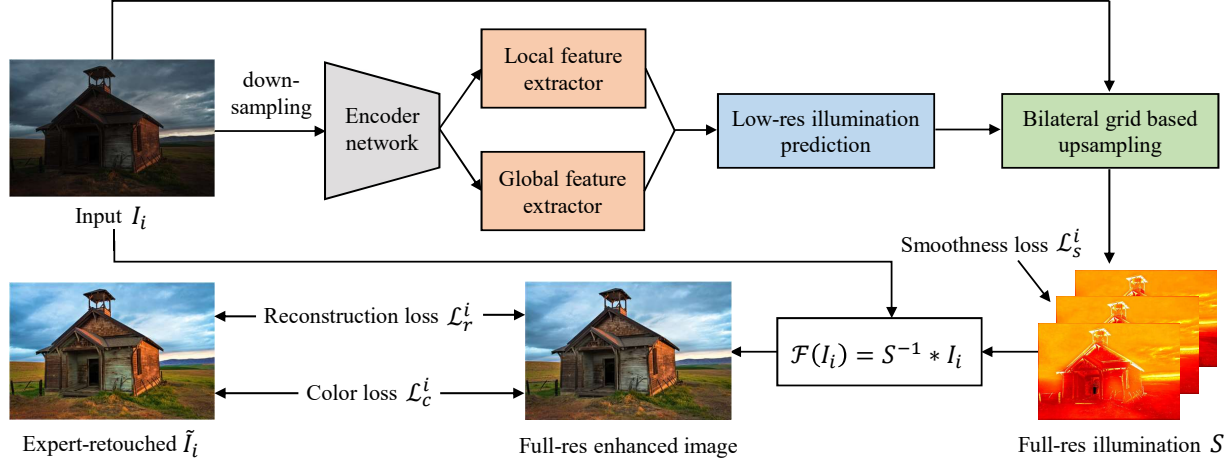 down-
sampling
Encoder
network
Local feature
extractor
Global feature
extractor
Low-res illumination
prediction
Bilateral grid based
upsampling
Input I_i
Smoothness loss ℒ_s^i
Reconstruction loss ℒ_r^i
Color loss ℒ_c^i
ℱ(I_i) = S^{-1} * I_i
Expert-retouched Ĩ_i
Full-res enhanced image
Full-res illumination S